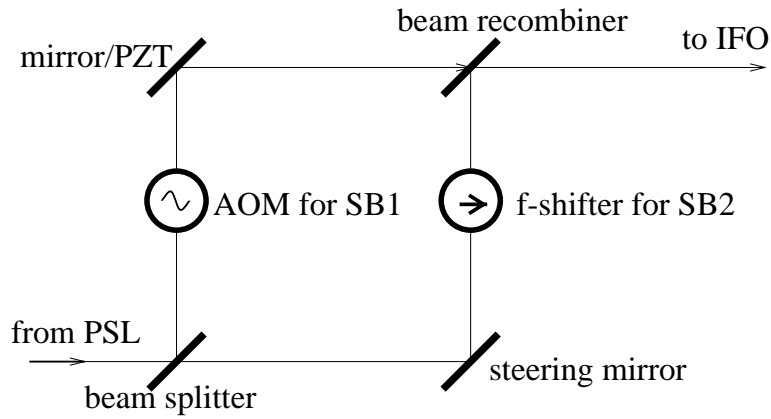 beam recombiner
mirror/PZT
to IFO
AOM for SB1
f-shifter for SB2
from PSL
steering mirror
beam splitter